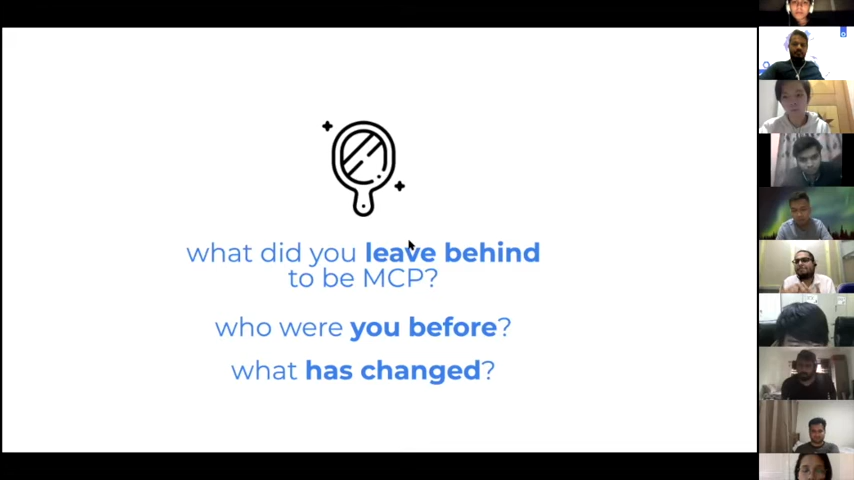 what did you leave behind
to be MCP?
who were you before?
what has changed?